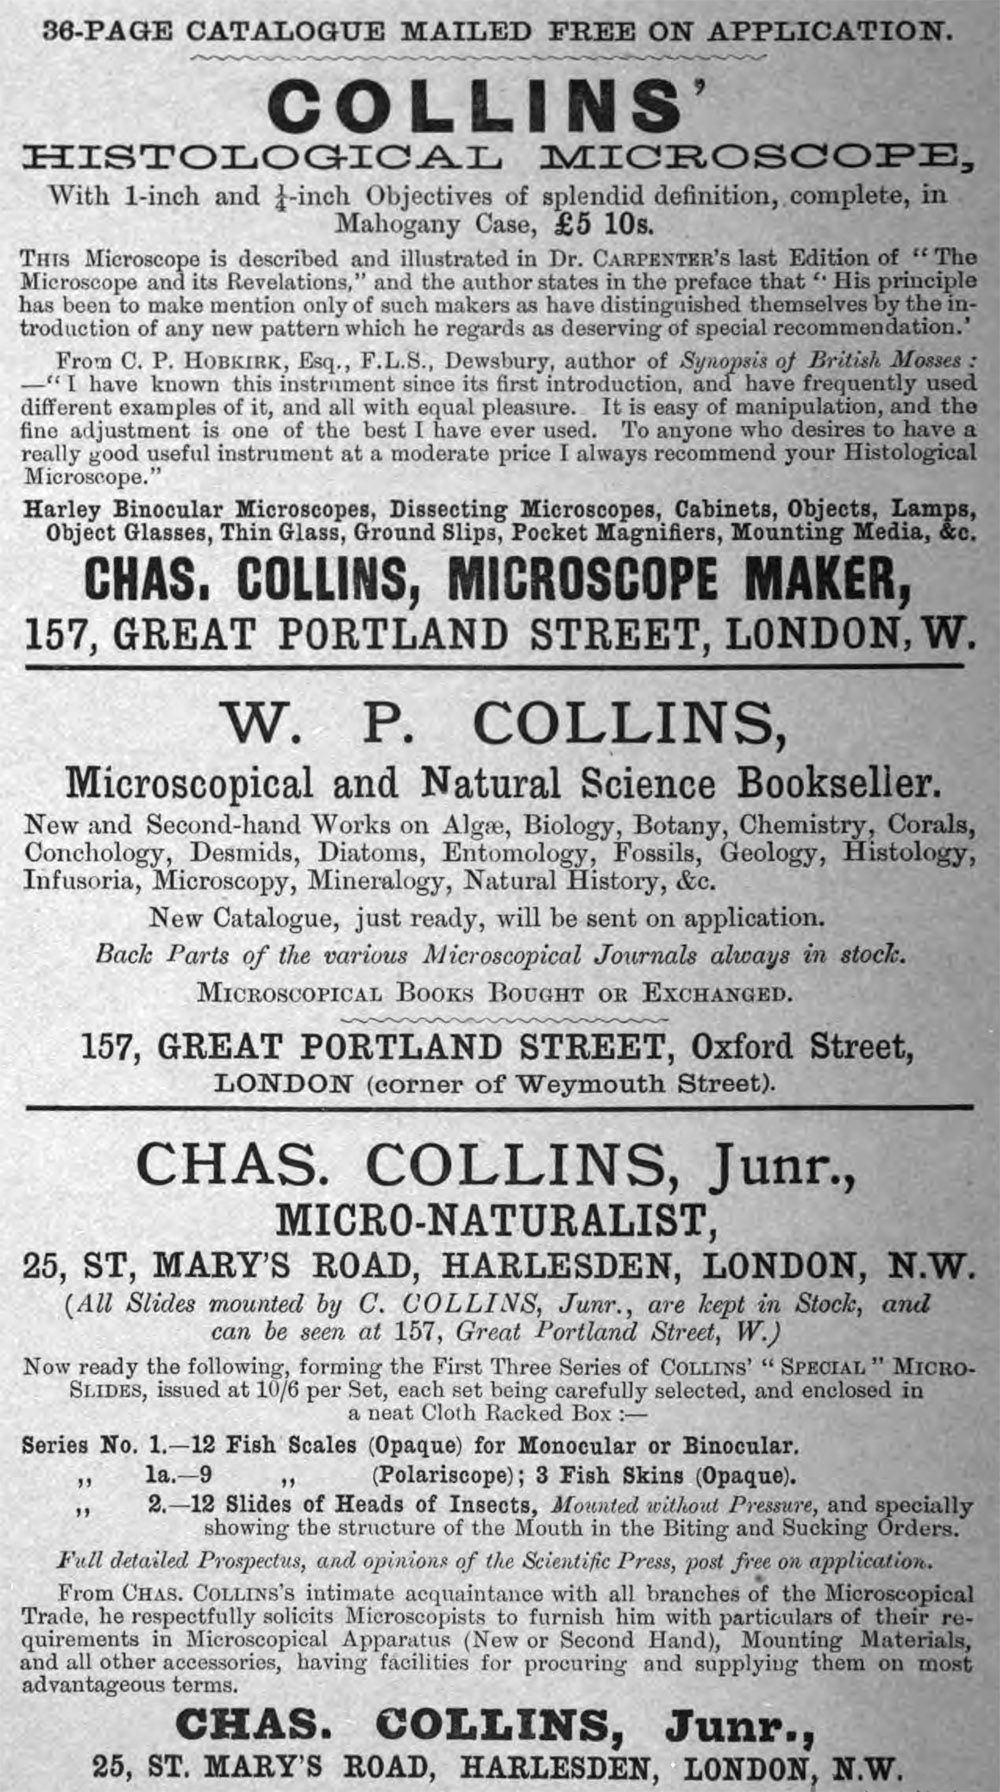 36-PAGE CATALOGUE MAILED FREE ON APPLICATION.
COLLINS'
HISTOLOGICAL MICROSCOPE,
With 1-inch and ¼-inch Objectives of splendid definition, complete, in
Mahogany Case, £5 10s.
THIS Microscope is described and illustrated in Dr. CARPENTER'S last Edition of "The
Microscope and its Revelations," and the author states in the preface that "His principle
has been to make mention only of such makers as have distinguished themselves by the in-
troduction of any new pattern which he regards as deserving of special recommendation.'
From C. P. HOBKIRK, Esq., F.L.S., Dewsbury, author of Synopsis of British Mosses :
—"I have known this instrument since its first introduction, and have frequently used
different examples of it, and all with equal pleasure. It is easy of manipulation, and the
fine adjustment is one of the best I have ever used. To anyone who desires to have a
really good useful instrument at a moderate price I always recommend your Histological
Microscope."
Harley Binocular Microscopes, Dissecting Microscopes, Cabinets, Objects, Lamps,
Object Glasses, Thin Glass, Ground Slips, Pocket Magnifiers, Mounting Media, &c.
CHAS. COLLINS, MICROSCOPE MAKER,
157, GREAT PORTLAND STREET, LONDON, W.
W. P. COLLINS,
Microscopical and Natural Science Bookseller.
New and Second-hand Works on Algæ, Biology, Botany, Chemistry, Corals,
Conchology, Desmids, Diatoms, Entomology, Fossils, Geology, Histology,
Infusoria, Microscopy, Mineralogy, Natural History, &c.
New Catalogue, just ready, will be sent on application.
Back Parts of the various Microscopical Journals always in stock.
MICROSCOPICAL BOOKS BOUGHT OR EXCHANGED.
157, GREAT PORTLAND STREET, Oxford Street,
LONDON (corner of Weymouth Street).
CHAS. COLLINS, Junr.,
MICRO-NATURALIST,
25, ST, MARY'S ROAD, HARLESDEN, LONDON, N.W.
(All Slides mounted by C. COLLINS, Junr., are kept in Stock, and
can be seen at 157, Great Portland Street, W.)
Now ready the following, forming the First Three Series of COLLINS' "SPECIAL" MICRO-
SLIDES, issued at 10/6 per Set, each set being carefully selected, and enclosed in
a neat Cloth Racked Box :—
Series No. 1.—12 Fish Scales (Opaque) for Monocular or Binocular.
,, 1a.—9 ,, (Polariscope); 3 Fish Skins (Opaque).
,, 2.—12 Slides of Heads of Insects, Mounted without Pressure, and specially
showing the structure of the Mouth in the Biting and Sucking Orders.
Full detailed Prospectus, and opinions of the Scientific Press, post free on application.
From CHAS. COLLINS'S intimate acquaintance with all branches of the Microscopical
Trade, he respectfully solicits Microscopists to furnish him with particulars of their re-
quirements in Microscopical Apparatus (New or Second Hand), Mounting Materials,
and all other accessories, having facilities for procuring and supplying them on most
advantageous terms.
CHAS. COLLINS, Junr.,
25, ST. MARY'S ROAD, HARLESDEN, LONDON, N.W.